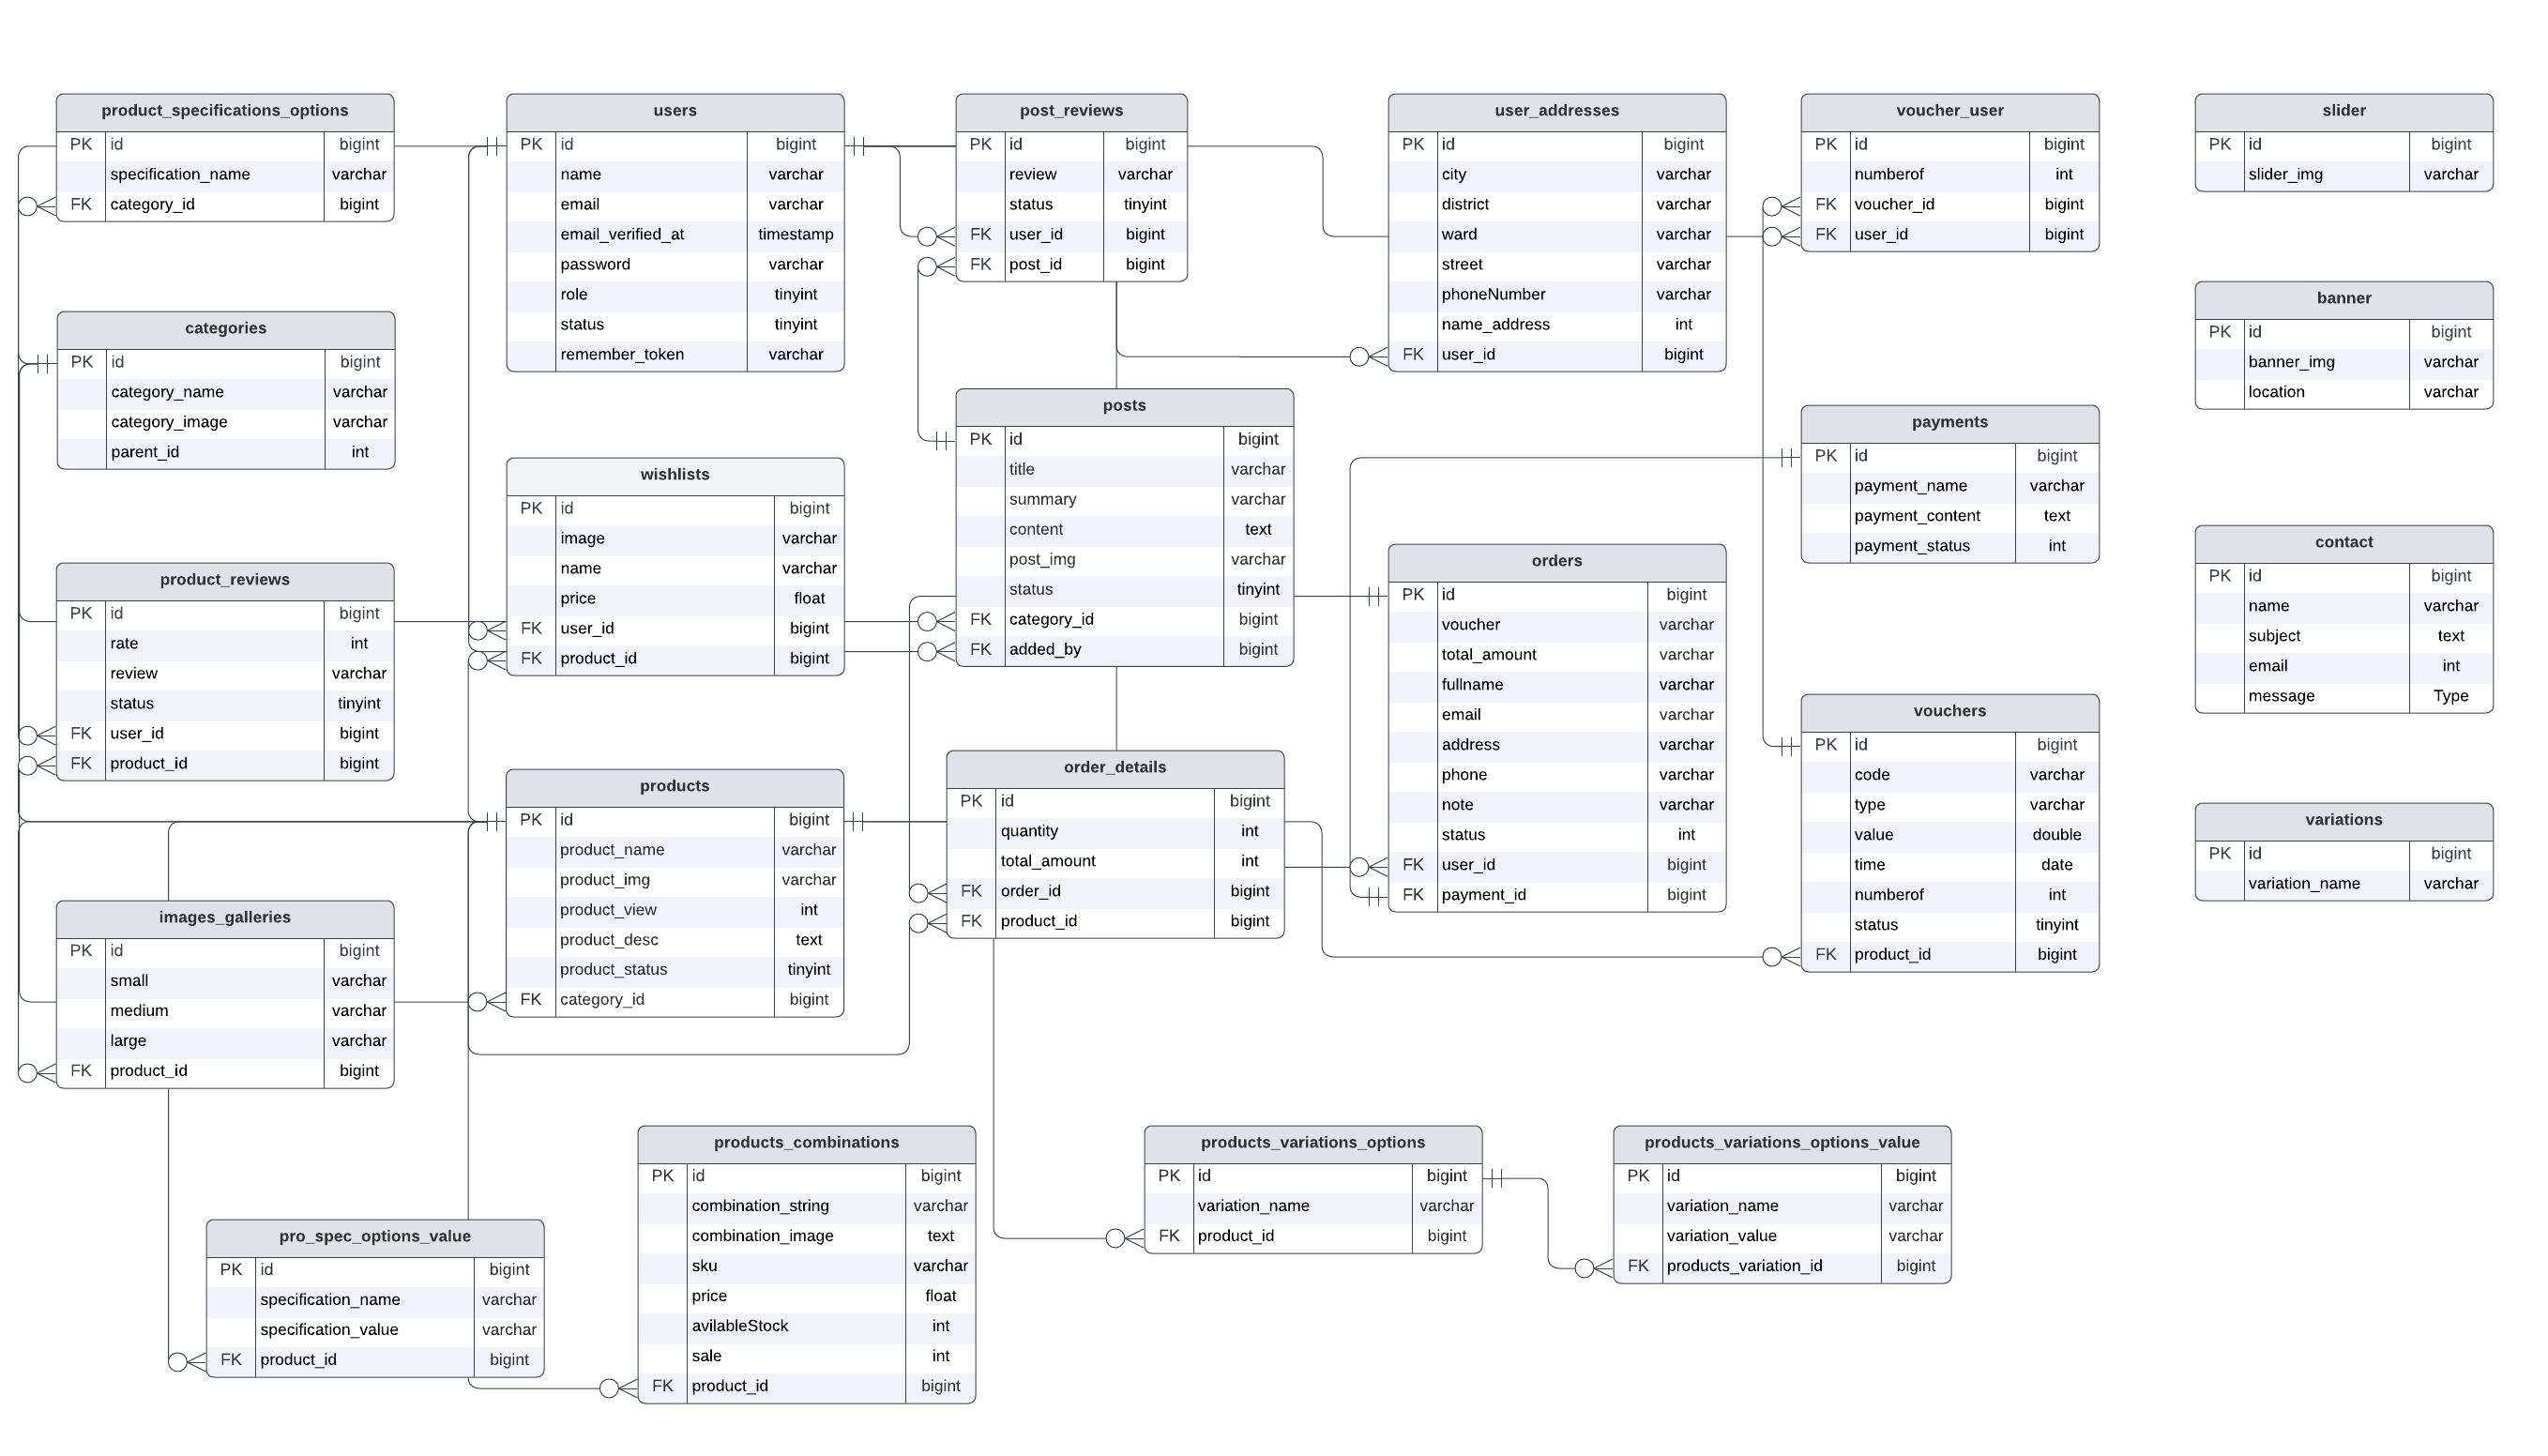 product_specifications_options
PK id bigint
specification_name varchar
FK category_id bigint
users
PK id bigint
name varchar
email varchar
email_verified_at timestamp
password varchar
role tinyint
status tinyint
remember_token varchar
post_reviews
PK id bigint
review varchar
status tinyint
FK user_id bigint
FK post_id bigint
user_addresses
PK id bigint
city varchar
district varchar
ward varchar
street varchar
phoneNumber varchar
name_address int
FK user_id bigint
voucher_user
PK id bigint
numberof int
FK voucher_id bigint
FK user_id bigint
slider
PK id bigint
slider_img varchar
banner
PK id bigint
banner_img varchar
location varchar
categories
PK id bigint
category_name varchar
category_image varchar
parent_id int
wishlists
PK id bigint
image varchar
name varchar
price float
FK user_id bigint
FK product_id bigint
posts
PK id bigint
title varchar
summary varchar
content text
post_img varchar
status tinyint
FK category_id bigint
FK added_by bigint
payments
PK id bigint
payment_name varchar
payment_content text
payment_status int
contact
PK id bigint
name varchar
subject text
email int
message Type
product_reviews
PK id bigint
rate int
review varchar
status tinyint
FK user_id bigint
FK product_id bigint
orders
PK id bigint
voucher varchar
total_amount varchar
fullname varchar
email varchar
address varchar
phone varchar
note varchar
status int
FK user_id bigint
FK payment_id bigint
vouchers
PK id bigint
code varchar
type varchar
value double
time date
numberof int
status tinyint
FK product_id bigint
variations
PK id bigint
variation_name varchar
products
PK id bigint
product_name varchar
product_img varchar
product_view int
product_desc text
product_status tinyint
FK category_id bigint
order_details
PK id bigint
quantity int
total_amount int
FK order_id bigint
FK product_id bigint
images_galleries
PK id bigint
small varchar
medium varchar
large varchar
FK product_id bigint
pro_spec_options_value
PK id bigint
specification_name varchar
specification_value varchar
FK product_id bigint
products_combinations
PK id bigint
combination_string varchar
combination_image text
sku varchar
price float
avilableStock int
sale int
FK product_id bigint
products_variations_options
PK id bigint
variation_name varchar
FK product_id bigint
products_variations_options_value
PK id bigint
variation_name varchar
variation_value varchar
FK products_variation_id bigint